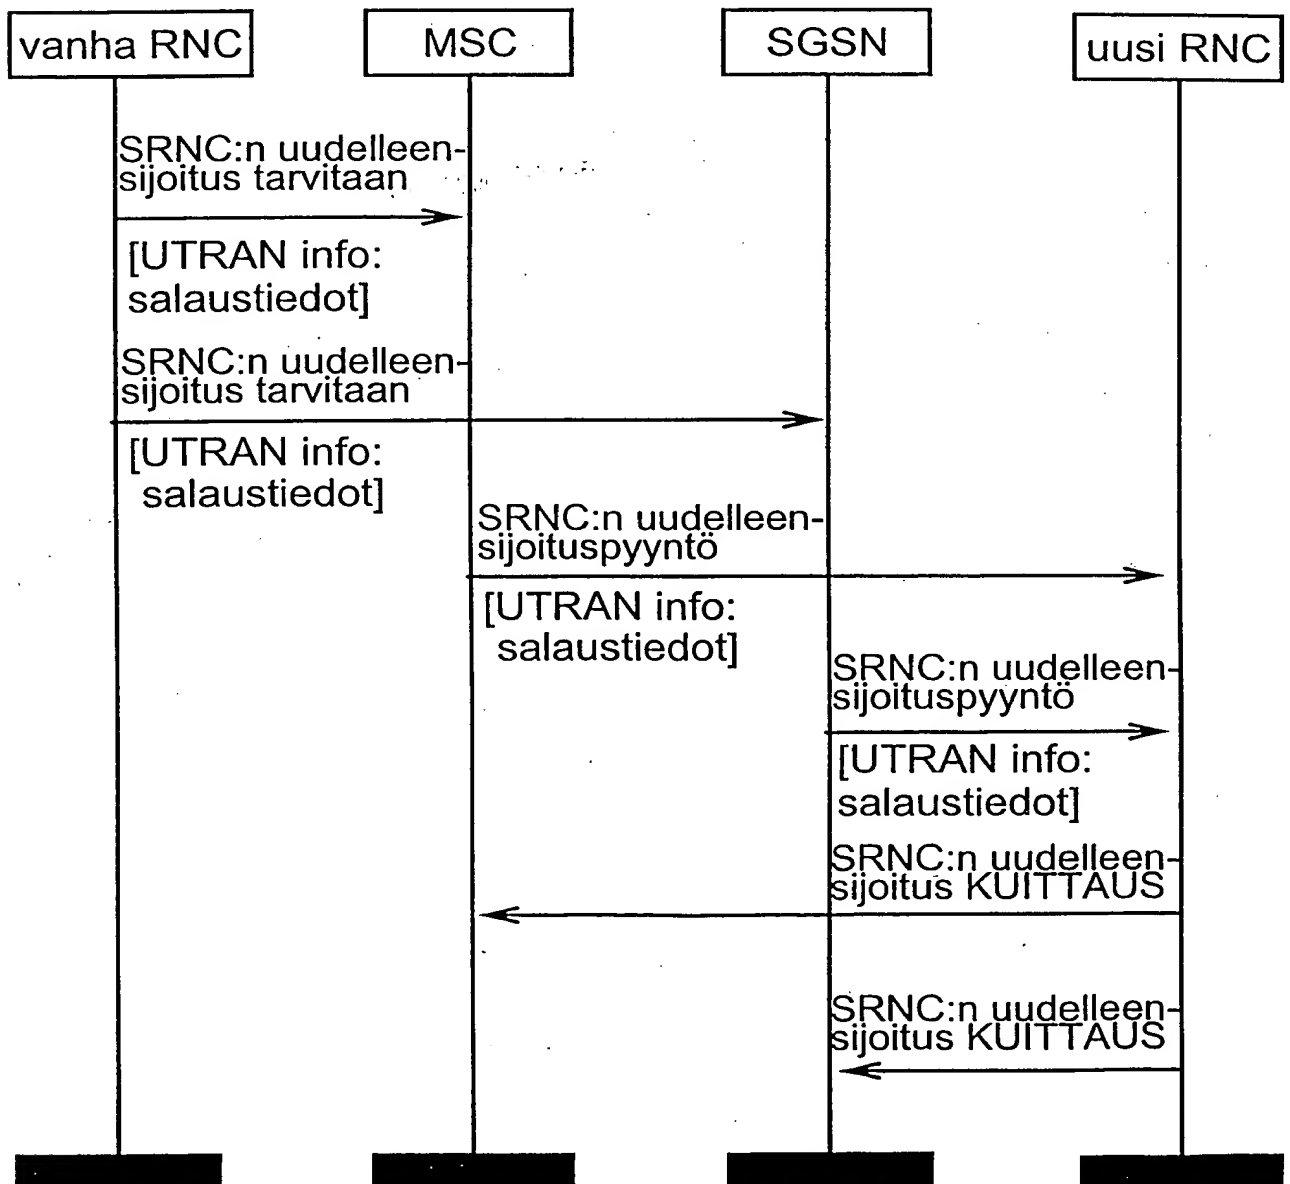 vanha RNC
MSC
SGSN
uusi RNC
SRNC:n uudelleen-
sijoitus tarvitaan
[UTRAN info:
salaustiedot]
SRNC:n uudelleen-
sijoitus tarvitaan
[UTRAN info:
salaustiedot]
SRNC:n uudelleen-
sijoituspyyntö
[UTRAN info:
salaustiedot]
SRNC:n uudelleen-
sijoituspyyntö
[UTRAN info:
salaustiedot]
SRNC:n uudelleen-
sijoitus KUITTAUS
SRNC:n uudelleen-
sijoitus KUITTAUS